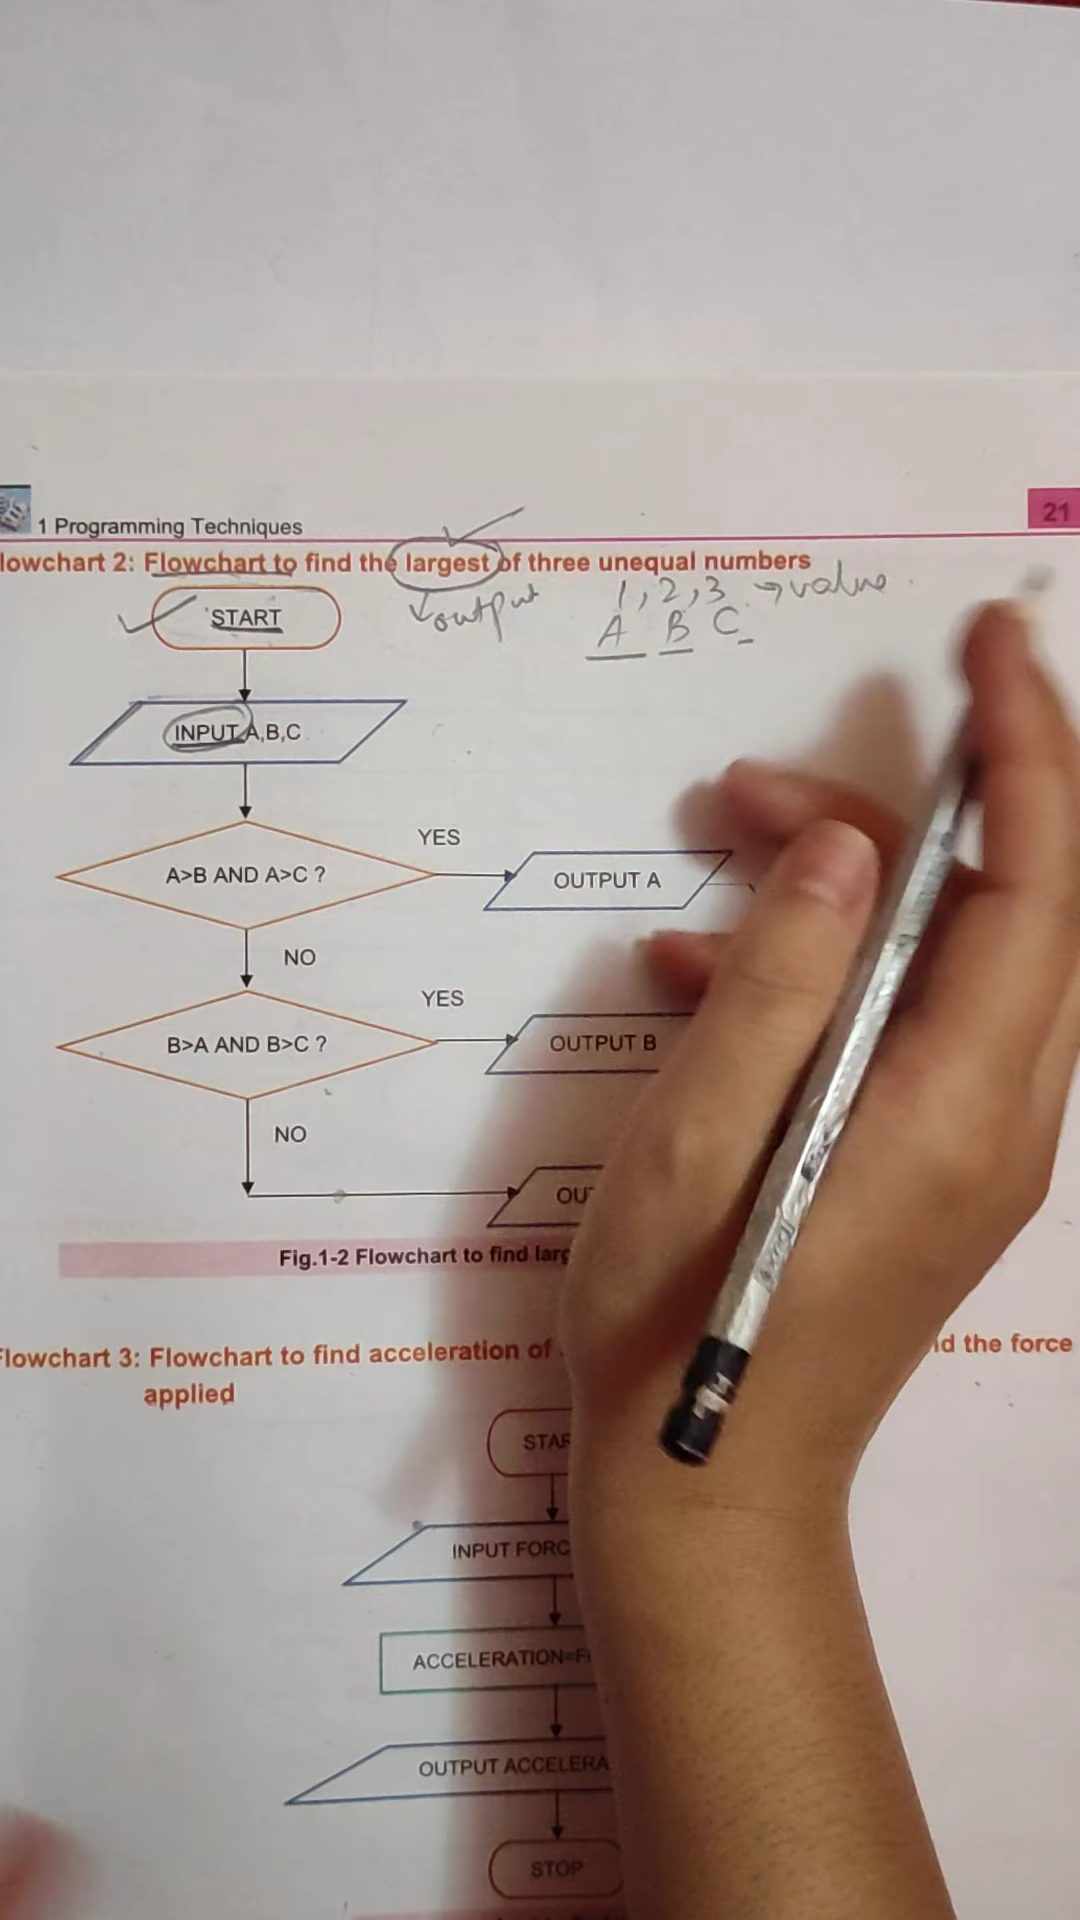 1 Programming Techniques
21
lowchart 2: Flowchart to find the largest of three unequal numbers
output
1, 2, 3 → value
A B C
START
INPUT A,B,C
A>B AND A>C ?
YES
OUTPUT A
NO
B>A AND B>C ?
YES
OUTPUT B
NO
Fig.1-2 Flowchart to find
Flowchart 3: Flowchart to find acceleration of
the force
applied
INPUT
OUTPUT
STOP